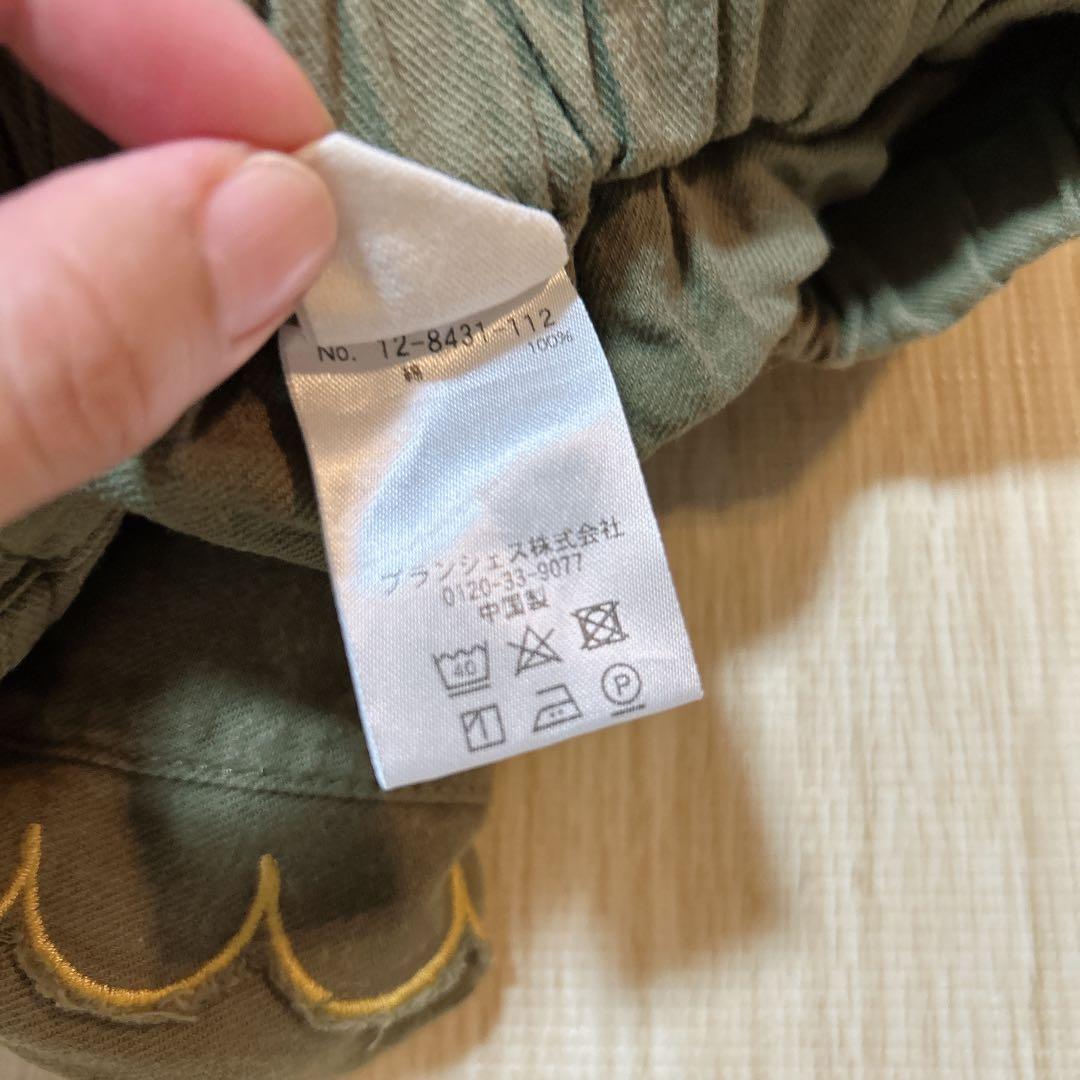 No. 12-8431-112
綿 100%
ブランシェス株式会社
0120-33-9077
中国製
40
P